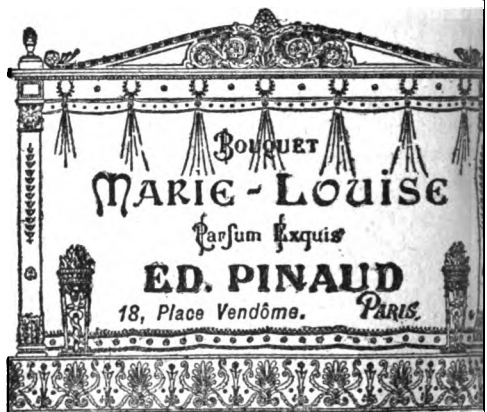 Bouquet
Marie-Louise
Parfum Exquis
ED. PINAUD
18, Place Vendôme. Paris.